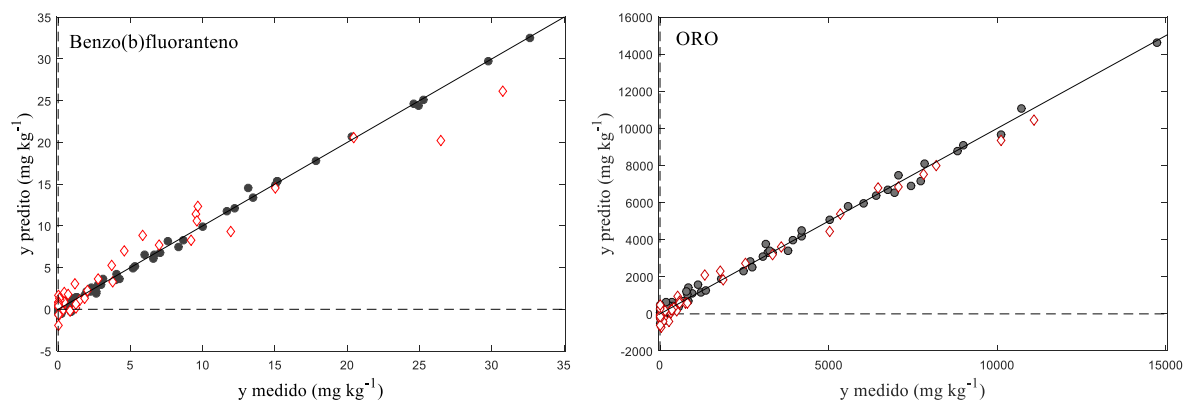 Benzo(b)fluoranteno
35
30
25
20
15
10
5
0
-5
y predito (mg kg-1)
0 5 10 15 20 25 30 35
y medido (mg kg-1)
ORO
16000
14000
12000
10000
8000
6000
4000
2000
0
-2000
y predito (mg kg-1)
0 5000 10000 15000
y medido (mg kg-1)